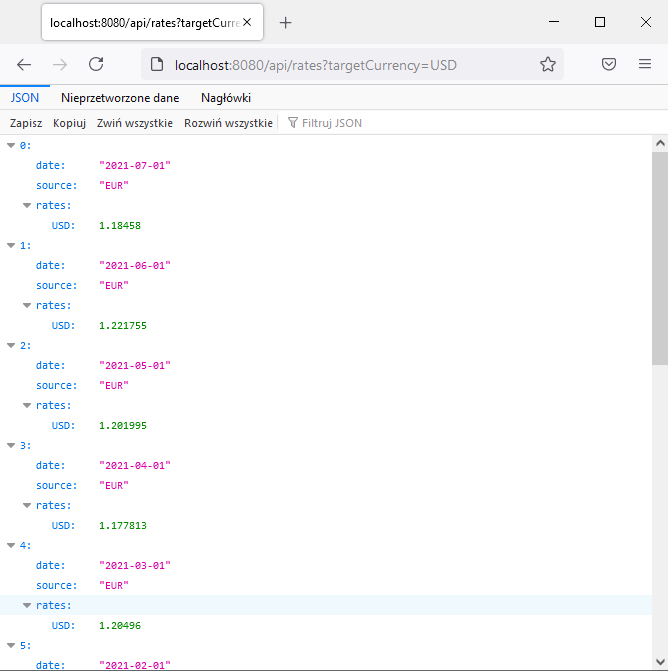 localhost:8080/api/rates?targetCurre
localhost:8080/api/rates?targetCurrency=USD
JSON Nieprzetworzone dane Nagłówki
Zapisz Kopiuj Zwiń wszystkie Rozwiń wszystkie Filtruj JSON
0:
date: "2021-07-01"
source: "EUR"
rates:
USD: 1.18458
1:
date: "2021-06-01"
source: "EUR"
rates:
USD: 1.221755
2:
date: "2021-05-01"
source: "EUR"
rates:
USD: 1.201995
3:
date: "2021-04-01"
source: "EUR"
rates:
USD: 1.177813
4:
date: "2021-03-01"
source: "EUR"
rates:
USD: 1.20496
5:
date: "2021-02-01"